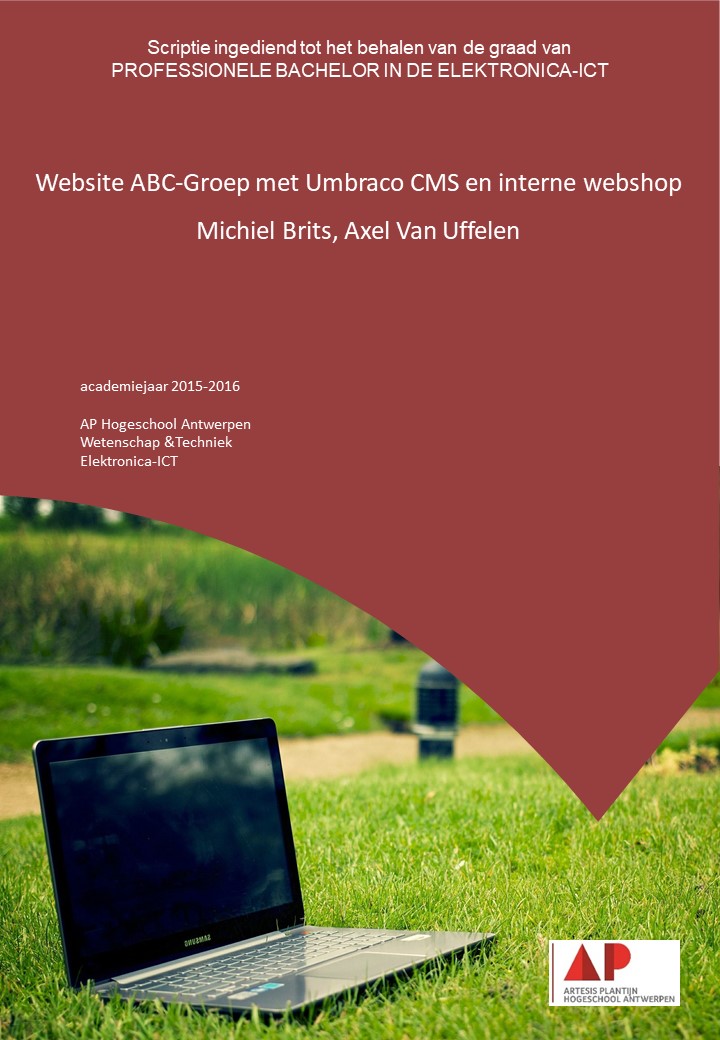 Scriptie ingediend tot het behalen van de graad van
PROFESSIONELE BACHELOR IN DE ELEKTRONICA-ICT
Website ABC-Groep met Umbraco CMS en interne webshop
Michiel Brits, Axel Van Uffelen
academiejaar 2015-2016
AP Hogeschool Antwerpen
Wetenschap &Techniek
Elektronica-ICT
SAMSUNG
AP
ARTESIS PLANTIJN
HOGESCHOOL ANTWERPEN